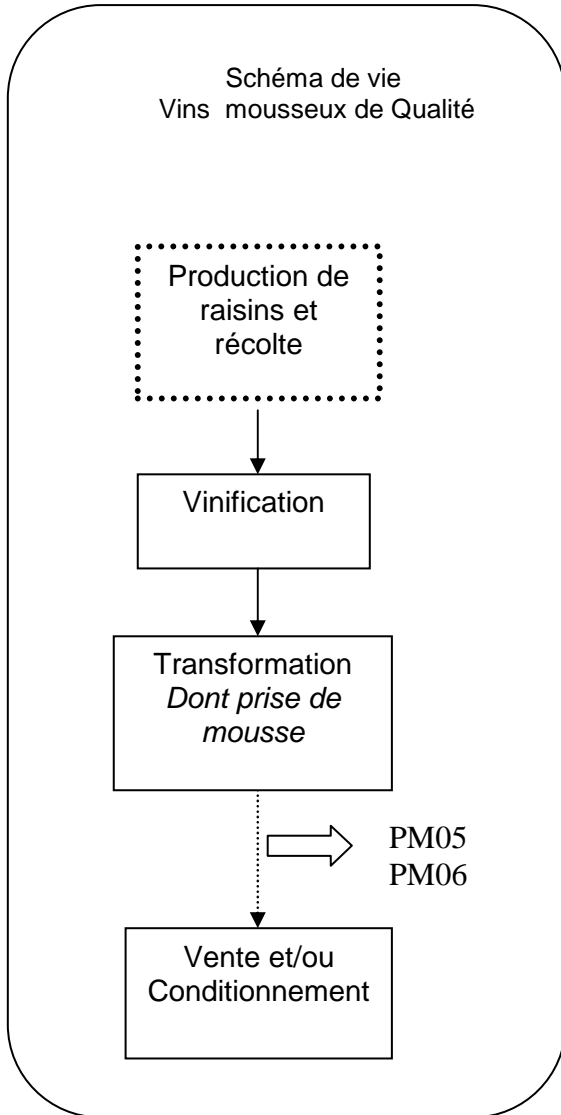 Schéma de vie
Vins mousseux de Qualité
Production de
raisins et
récolte
Vinification
Transformation
Dont prise de
mousse
PM05
PM06
Vente et/ou
Conditionnement